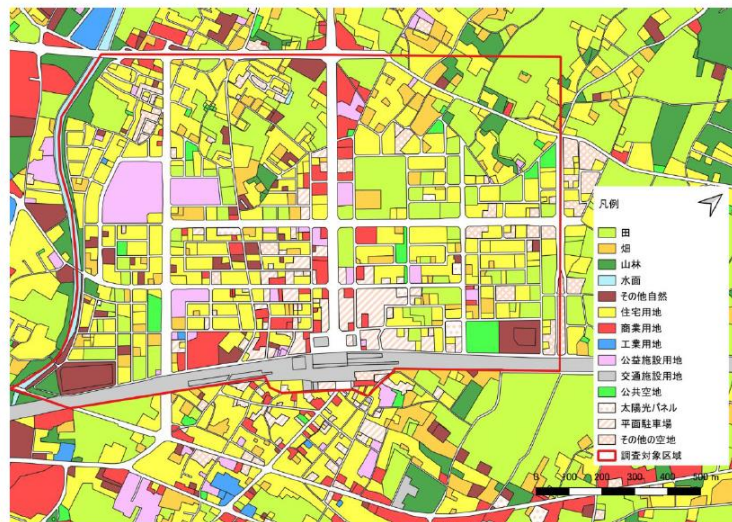 凡例
田
畑
山林
水面
その他自然
住宅用地
商業用地
工業用地
公益施設用地
交通施設用地
公共空地
太陽光パネル
平面駐車場
その他の空地
調査対象区域
0 100 200 300 400 500 m